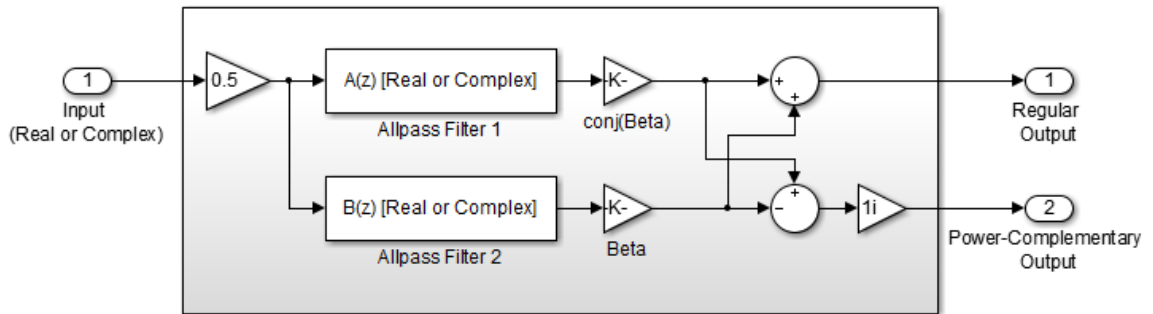 1
Input
(Real or Complex)
0.5
A(z) [Real or Complex]
Allpass Filter 1
-K-
conj(Beta)
+
+
1
Regular
Output
B(z) [Real or Complex]
Allpass Filter 2
-K-
Beta
+
−
1i
2
Power-Complementary
Output